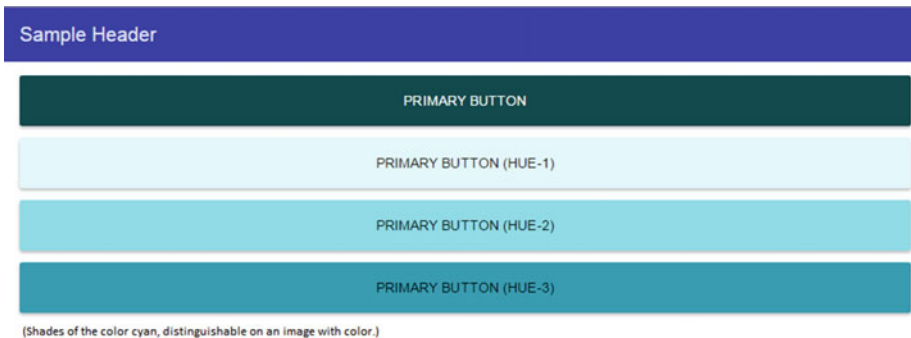 Sample Header
PRIMARY BUTTON
PRIMARY BUTTON (HUE-1)
PRIMARY BUTTON (HUE-2)
PRIMARY BUTTON (HUE-3)
(Shades of the color cyan, distinguishable on an image with color.)